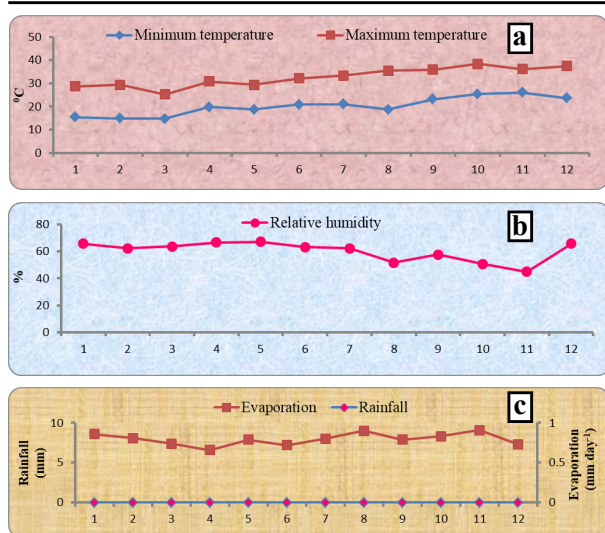 a
Minimum temperature
Maximum temperature
50
40
30
20
10
0
⁰C
1 2 3 4 5 6 7 8 9 10 11 12
b
Relative humidity
80
60
40
20
0
%
1 2 3 4 5 6 7 8 9 10 11 12
c
Evaporation
Rainfall
10
5
0
Rainfall
(mm)
1
0.5
0
Evaporation
(mm day⁻¹)
1 2 3 4 5 6 7 8 9 10 11 12